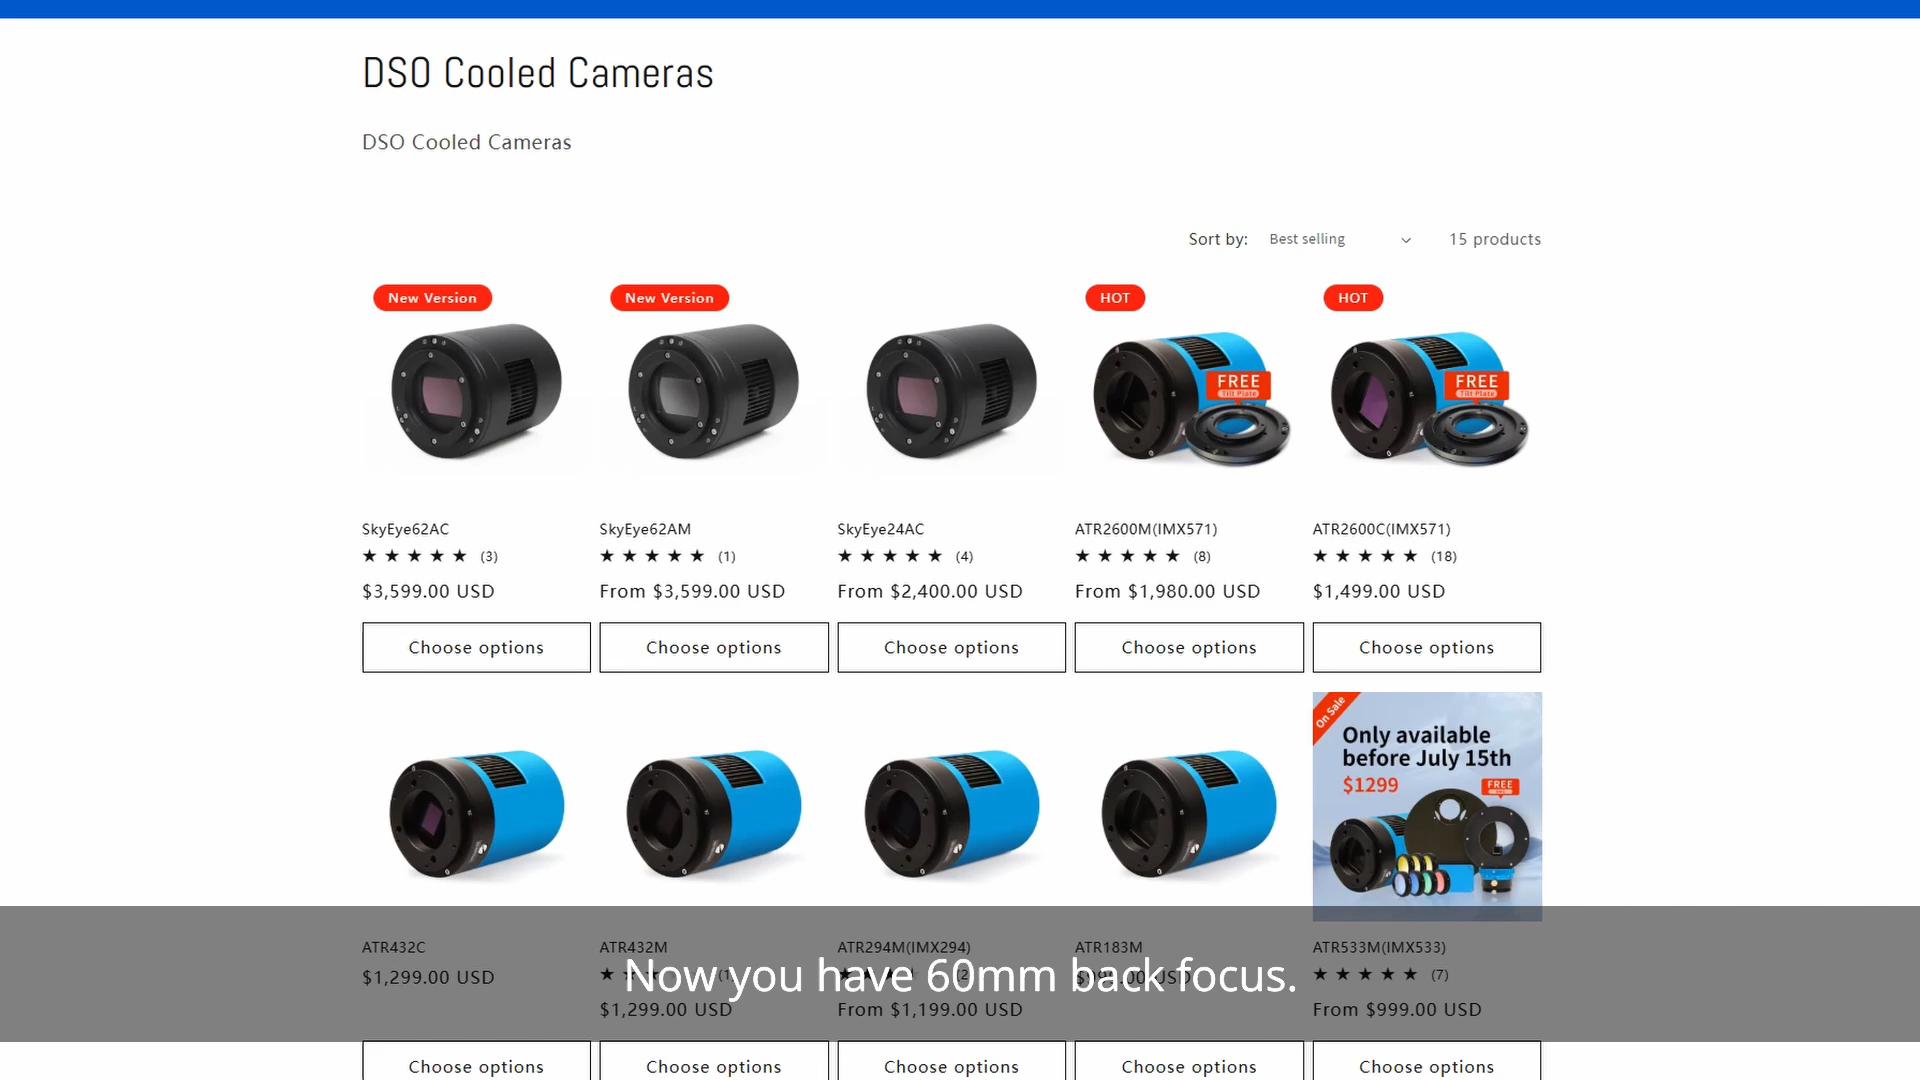 DSO Cooled Cameras
DSO Cooled Cameras
Sort by: Best selling 15 products
New Version
New Version
HOT
HOT
FREE
Tilt Plate
FREE
Tilt Plate
SkyEye62AC
SkyEye62AM
SkyEye24AC
ATR2600M(IMX571)
ATR2600C(IMX571)
★ ★ ★ ★ ★ (3)
★ ★ ★ ★ ★ (1)
★ ★ ★ ★ ★ (4)
★ ★ ★ ★ ★ (8)
★ ★ ★ ★ ★ (18)
$3,599.00 USD
From $3,599.00 USD
From $2,400.00 USD
From $1,980.00 USD
$1,499.00 USD
Choose options
Choose options
Choose options
Choose options
Choose options
On Sale
Only available
before July 15th
$1299
FREE
ATR432C
ATR432M
ATR294M(IMX294)
ATR183M
ATR533M(IMX533)
$1,299.00 USD
★ ★ ★ ★ ★ (7)
Now you have 60mm back focus.
$1,299.00 USD
From $1,199.00 USD
From $999.00 USD
Choose options
Choose options
Choose options
Choose options
Choose options